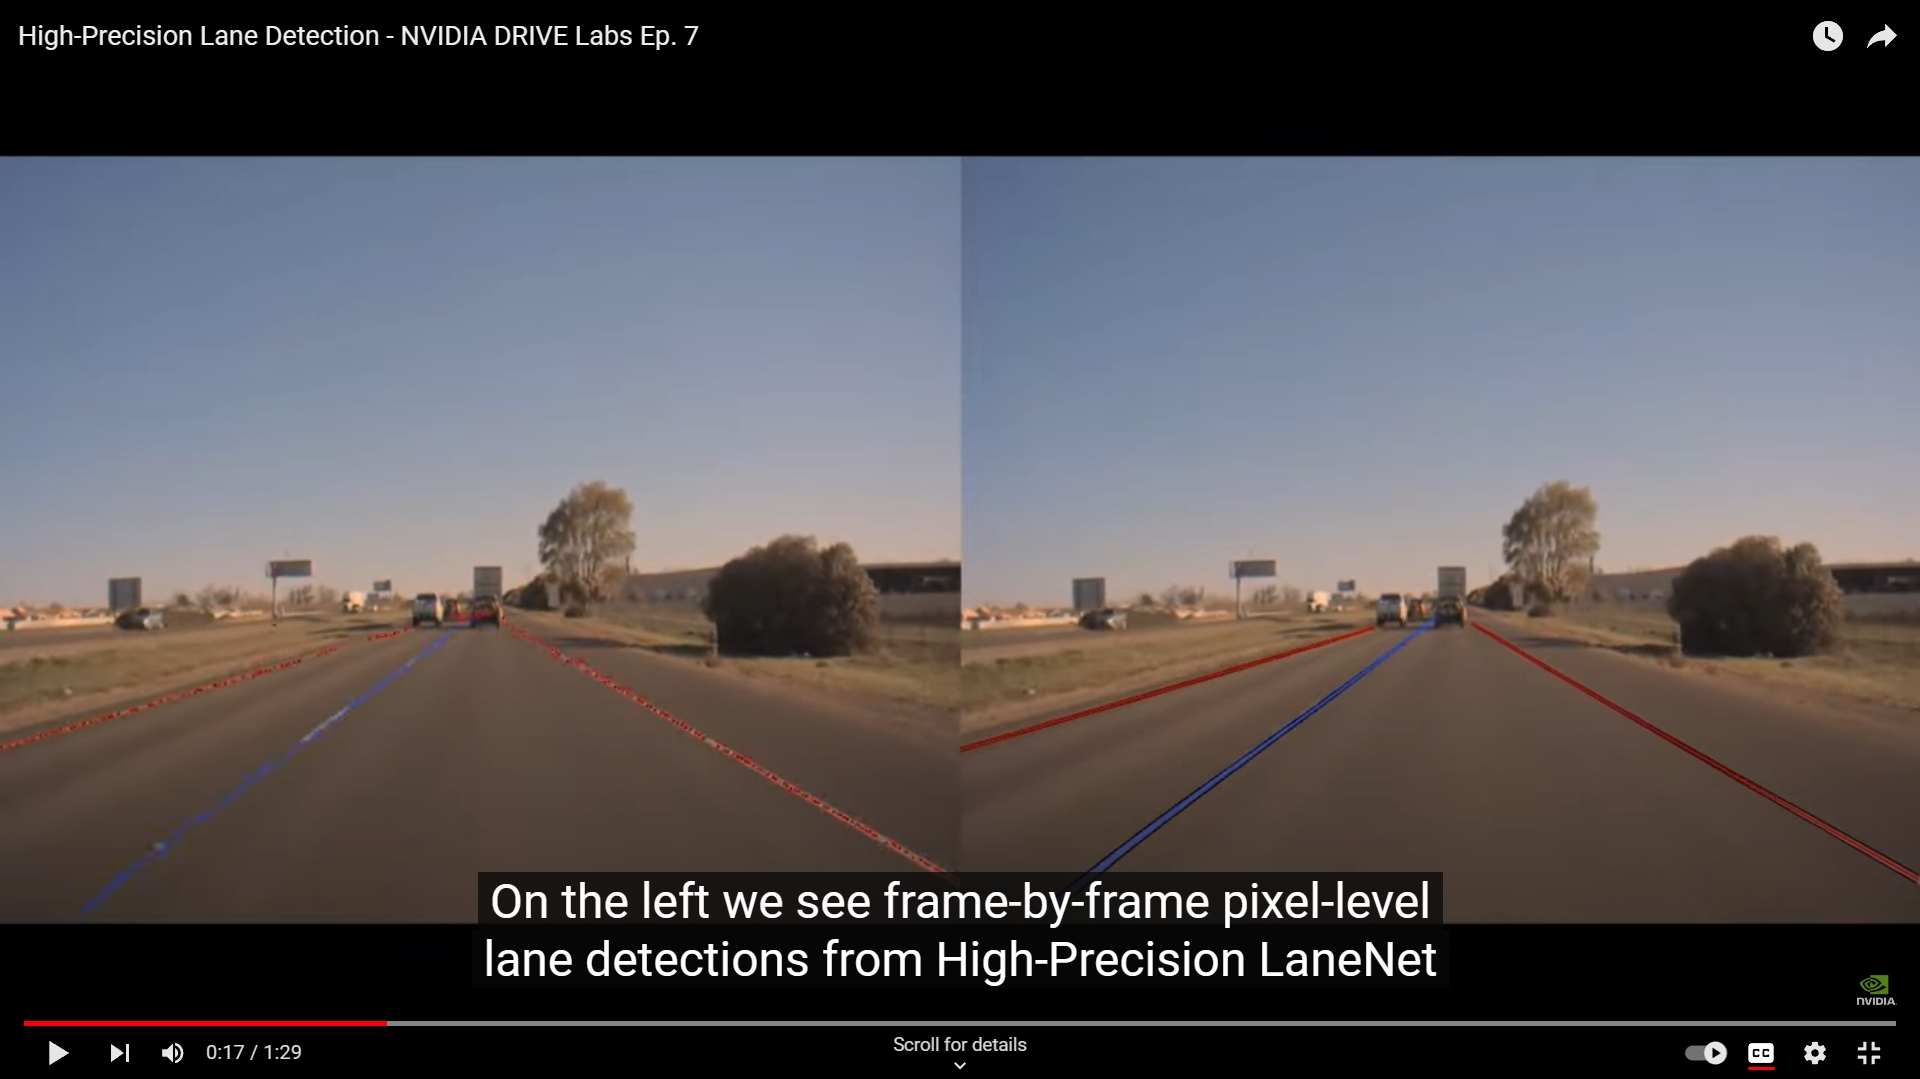 High-Precision Lane Detection - NVIDIA DRIVE Labs Ep. 7
On the left we see frame-by-frame pixel-level
lane detections from High-Precision LaneNet
NVIDIA.
0:17 / 1:29
Scroll for details
CC